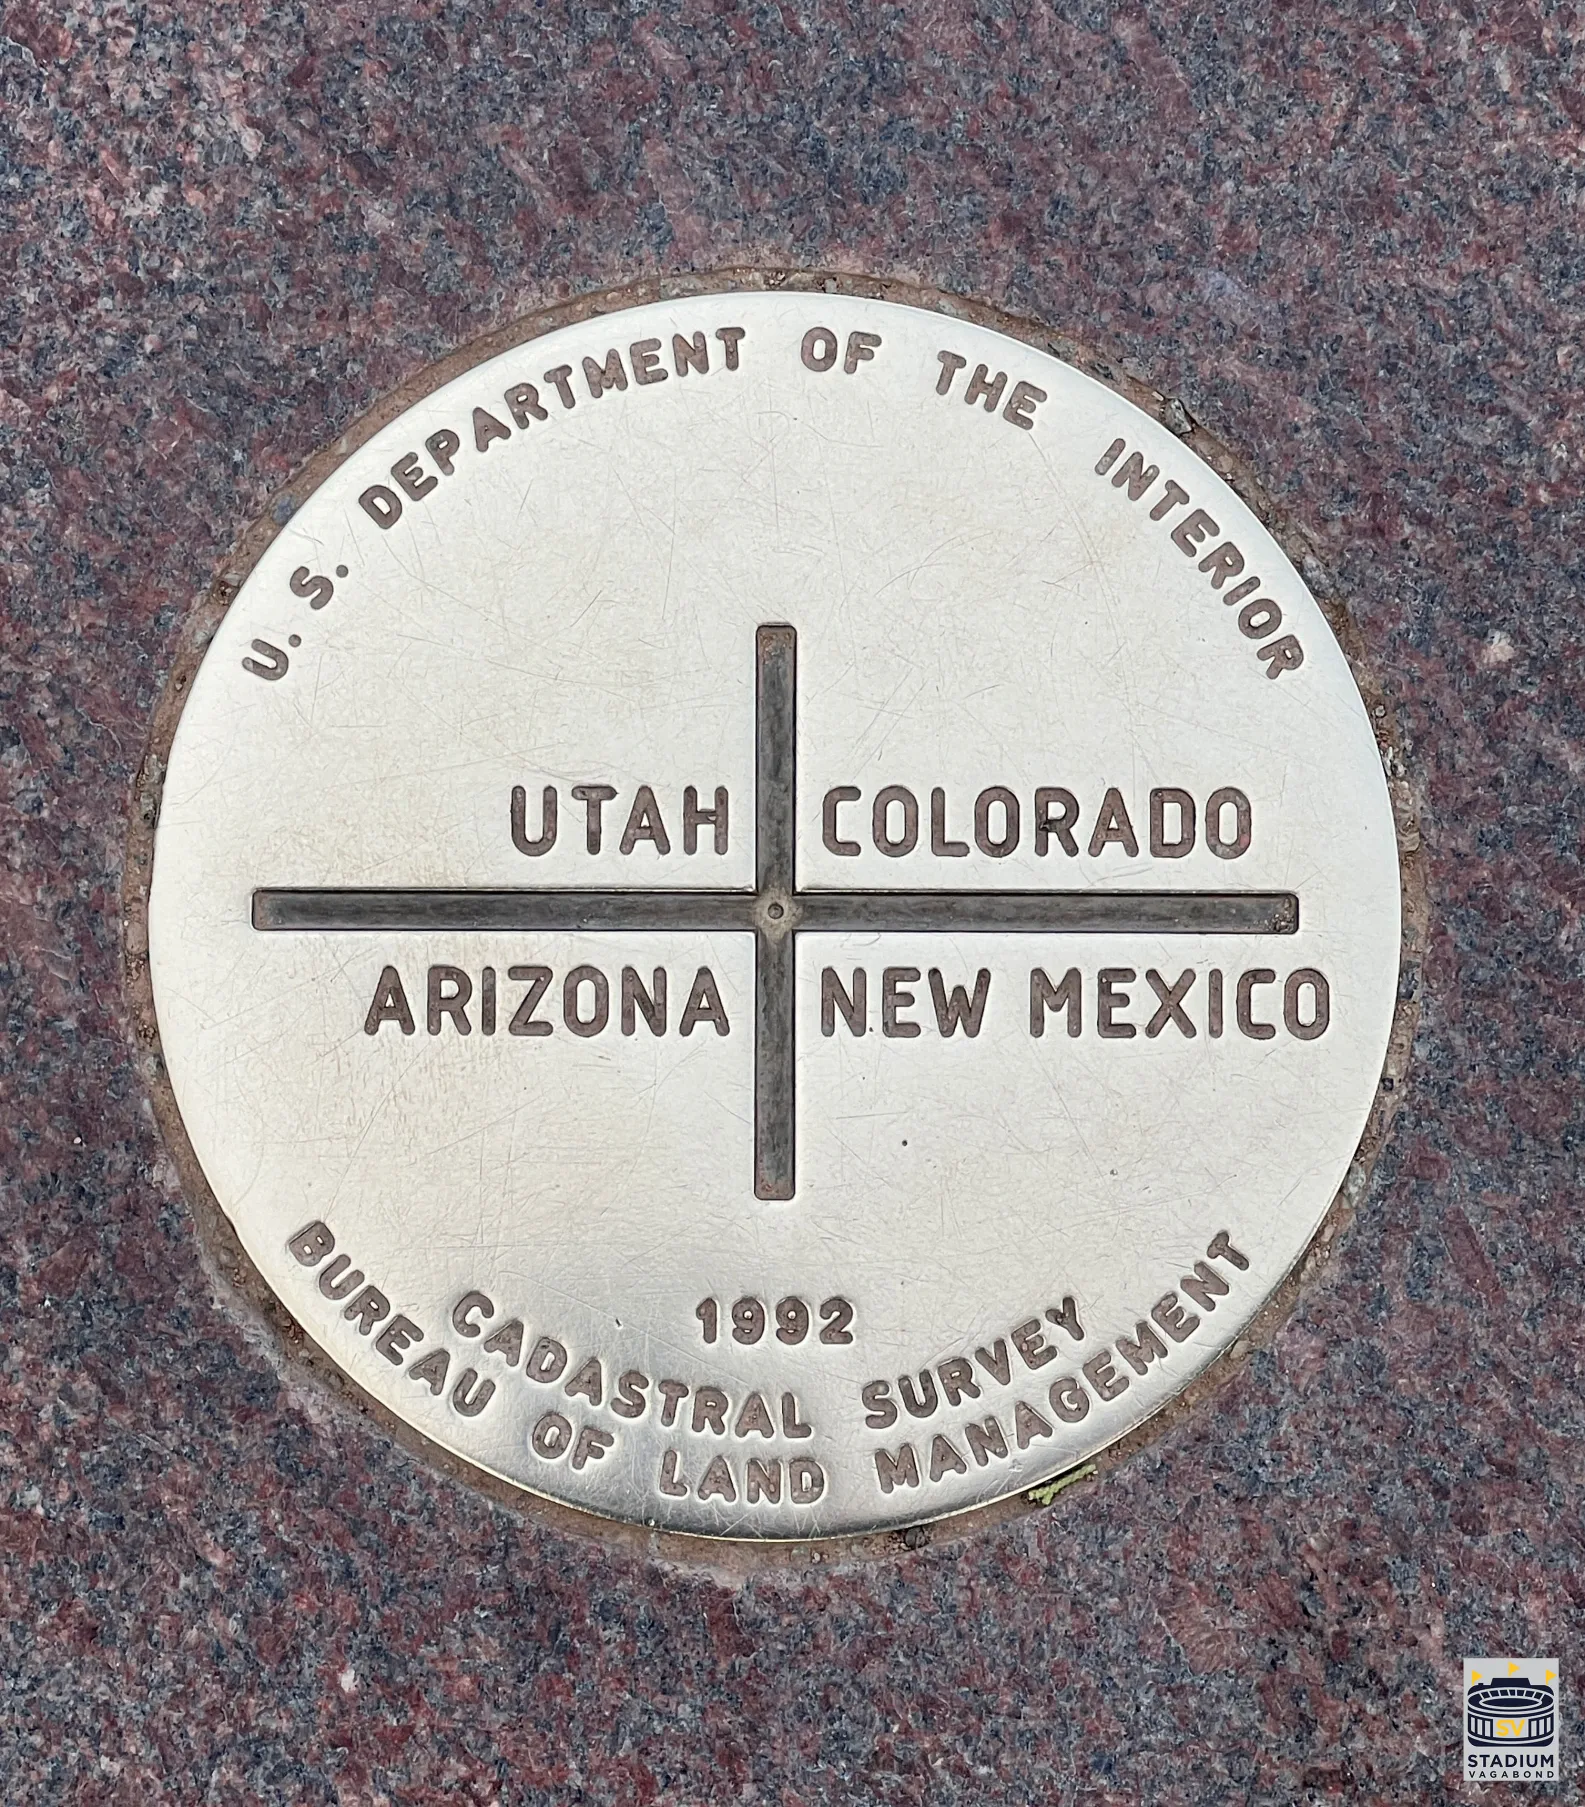 U. S. DEPARTMENT OF THE INTERIOR
UTAH COLORADO
ARIZONA NEW MEXICO
1992
CADASTRAL SURVEY
BUREAU OF LAND MANAGEMENT
SV
STADIUM
VAGABOND